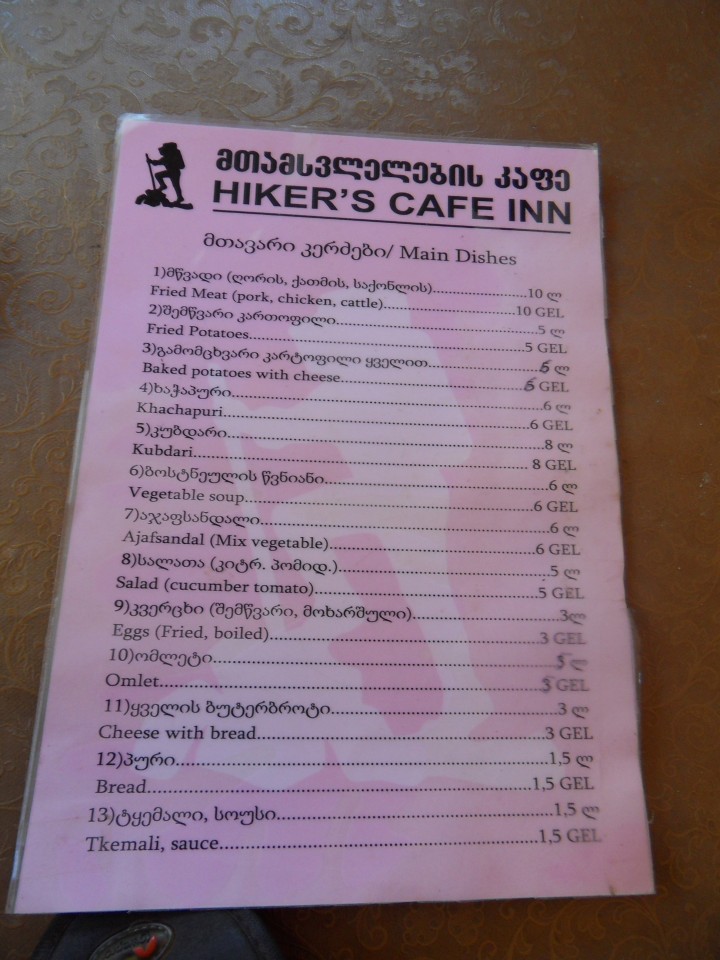 მთამსვლელების კაფე
HIKER'S CAFE INN
მთავარი კერძები/ Main Dishes
1)მწვადი (ღორის, ქათმის, საქონლის)..........................10 ლ
Fried Meat (pork, chicken, cattle)....................................10 GEL
2)შემწვარი კართოფილი.......................................................5 ლ
Fried Potatoes..........................................................................5 GEL
3)გამომცხვარი კარტოფილი ყველით.............................. ლ
Baked potatoes with cheese.................................................. GEL
4)ხაჭაპური...............................................................................6 ლ
Khachapuri................................................................................6 GEL
5)კუბდარი.................................................................................8 ლ
Kubdari........................................................................................ 8 GEL
6)ბოსტნეულის წვნიანი...........................................................6 ლ
Vegetable soup............................................................................6 GEL
7)აჯაფსანდალი..........................................................................6 ლ
Ajafsandal (Mix vegetable).......................................................6 GEL
8)სალათა (კიტრ. პომიდ.).........................................................5 ლ
Salad (cucumber tomato)...........................................................5 GEL
9)კვერცხი (შემწვარი, მოხარშული).......................................3ლ
Eggs (Fried, boiled).......................................................................3 GEL
10)ომლეტი..................................................................................... ლ
Omlet................................................................................................ GEL
11)ყველის ბუტერბროტი...........................................................3 ლ
Cheese with bread..........................................................................3 GEL
12)პური............................................................................................1,5 ლ
Bread..................................................................................................1,5 GEL
13)ტყემალი, სოუსი.......................................................................1,5 ლ
Tkemali, sauce..................................................................................1,5 GEL